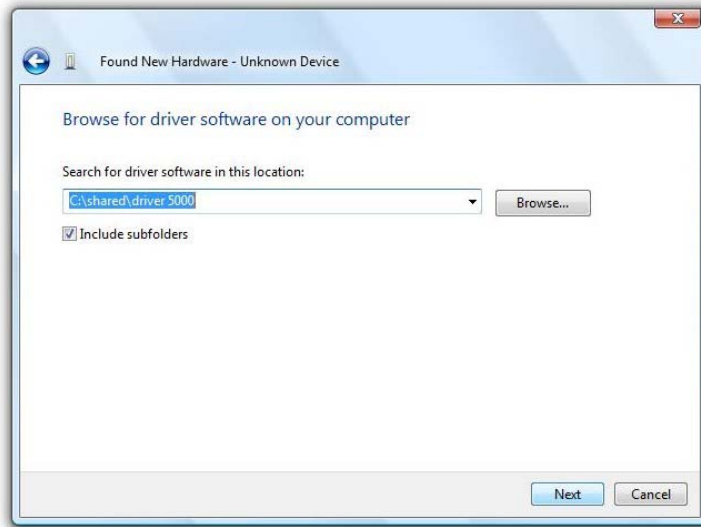 Found New Hardware - Unknown Device
Browse for driver software on your computer
Search for driver software in this location:
C:\shared\driver 5000
Browse...
Include subfolders
Next
Cancel